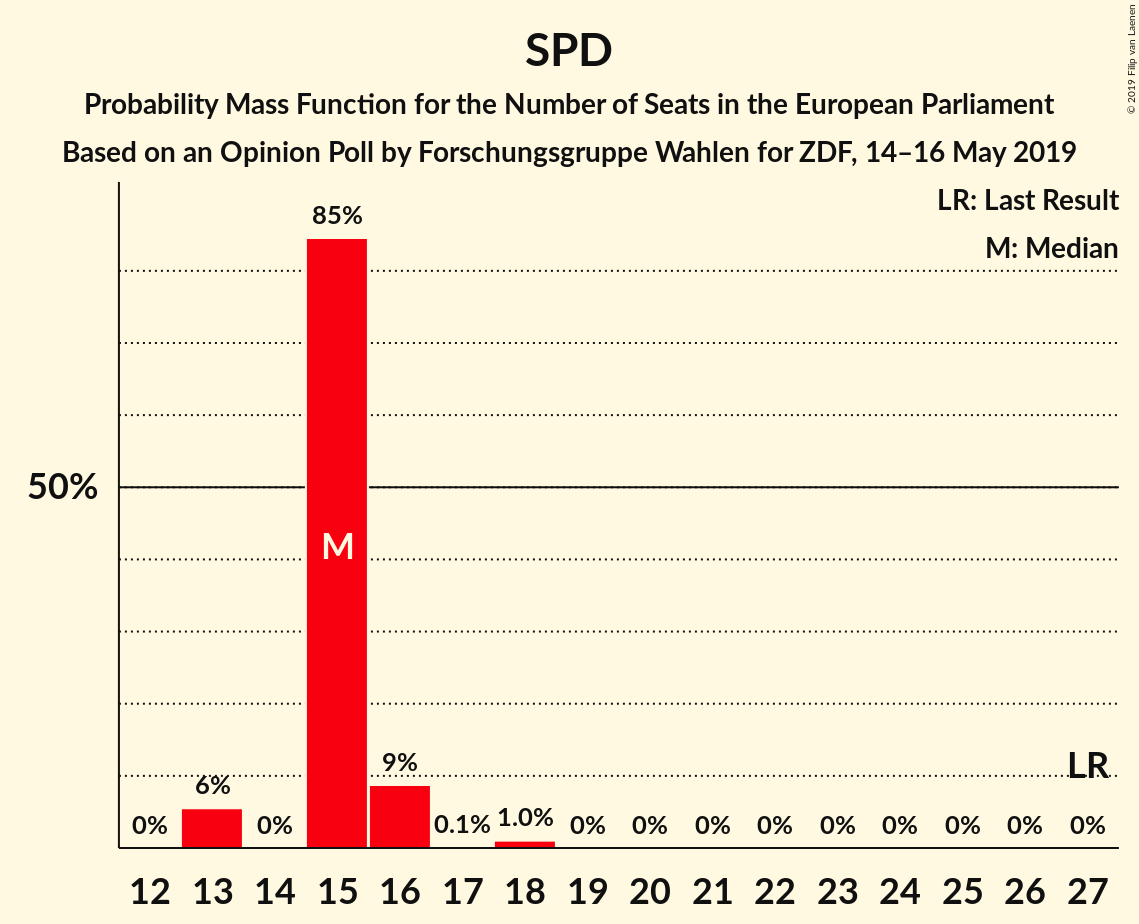 SPD
Probability Mass Function for the Number of Seats in the European Parliament
Based on an Opinion Poll by Forschungsgruppe Wahlen for ZDF, 14–16 May 2019
© 2019 Filip van Laenen
LR: Last Result
M: Median
85%
50%
M
LR
9%
6%
0% 0% 0.1% 1.0% 0% 0% 0% 0% 0% 0% 0% 0% 0%
12 13 14 15 16 17 18 19 20 21 22 23 24 25 26 27